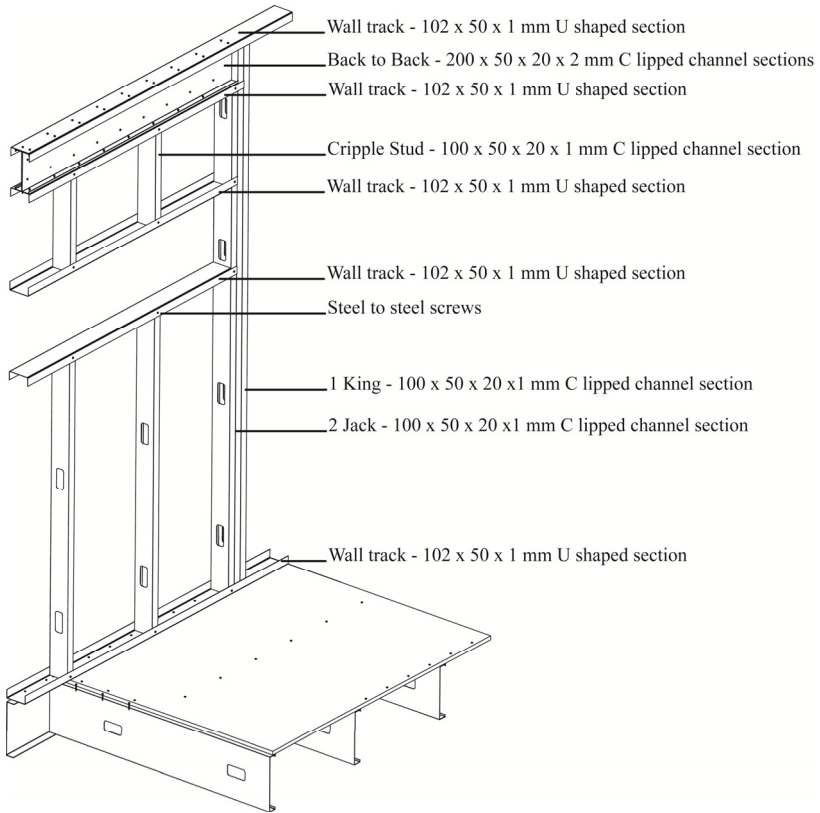 Wall track - 102 x 50 x 1 mm U shaped section
Back to Back - 200 x 50 x 20 x 2 mm C lipped channel sections
Wall track - 102 x 50 x 1 mm U shaped section
Cripple Stud - 100 x 50 x 20 x 1 mm C lipped channel section
Wall track - 102 x 50 x 1 mm U shaped section
Wall track - 102 x 50 x 1 mm U shaped section
Steel to steel screws
1 King - 100 x 50 x 20 x1 mm C lipped channel section
2 Jack - 100 x 50 x 20 x1 mm C lipped channel section
Wall track - 102 x 50 x 1 mm U shaped section